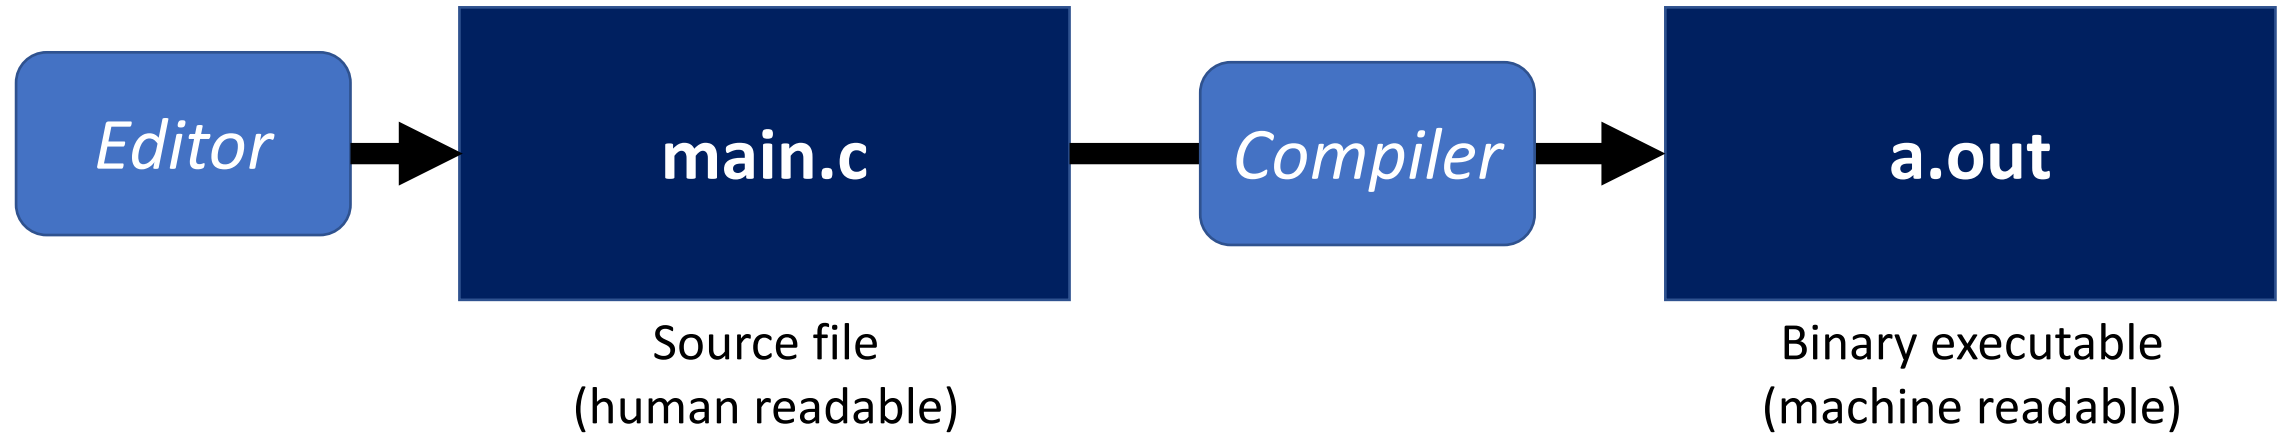 Editor
main.c
Compiler
a.out
Source file
(human readable)
Binary executable
(machine readable)